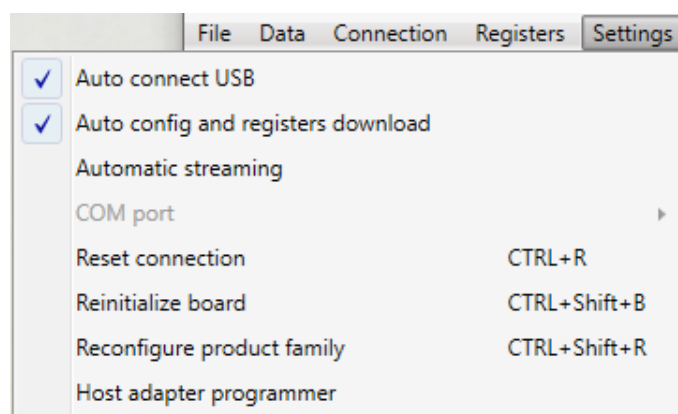 File Data Connection Registers Settings
Auto connect USB
Auto config and registers download
Automatic streaming
COM port
Reset connection CTRL+R
Reinitialize board CTRL+Shift+B
Reconfigure product family CTRL+Shift+R
Host adapter programmer